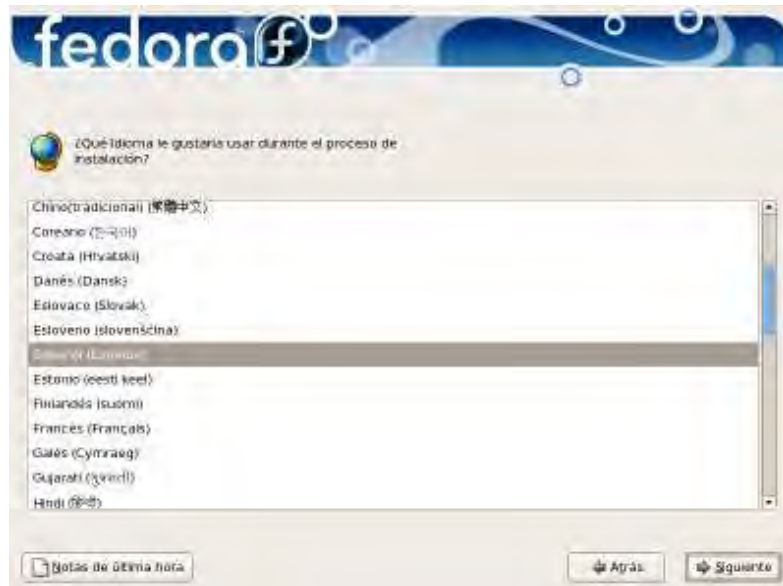 fedora
¿Qué idioma le gustaría usar durante el proceso de
instalación?
Chino(tradicional) (繁體中文)
Coreano (한국어)
Croata (Hrvatski)
Danés (Dansk)
Eslovaco (Slovak)
Esloveno (slovenščina)
Español (Español)
Estonio (eesti keel)
Finlandés (suomi)
Francés (Français)
Galés (Cymraeg)
Gujarati (ગુજરાતી)
Hindi (हिन्दी)
Notas de última hora
Atrás
Siguiente